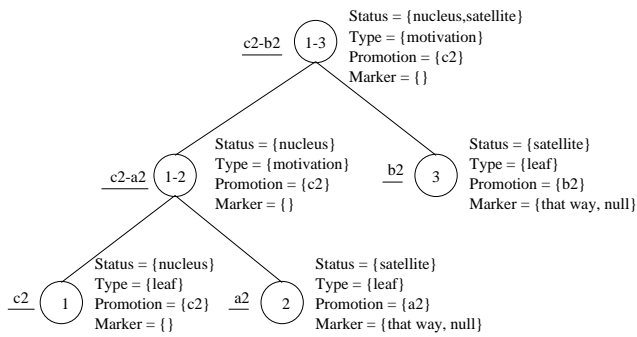 Status = {nucleus,satellite}
c2-b2
1-3
Type = {motivation}
Promotion = {c2}
Marker = {}
Status = {nucleus}
Type = {motivation}
c2-a2
1-2
Promotion = {c2}
Marker = {}
Status = {satellite}
Type = {leaf}
b2
3
Promotion = {b2}
Marker = {that way, null}
Status = {nucleus}
Type = {leaf}
c2
1
Promotion = {c2}
Marker = {}
Status = {satellite}
Type = {leaf}
a2
2
Promotion = {a2}
Marker = {that way, null}